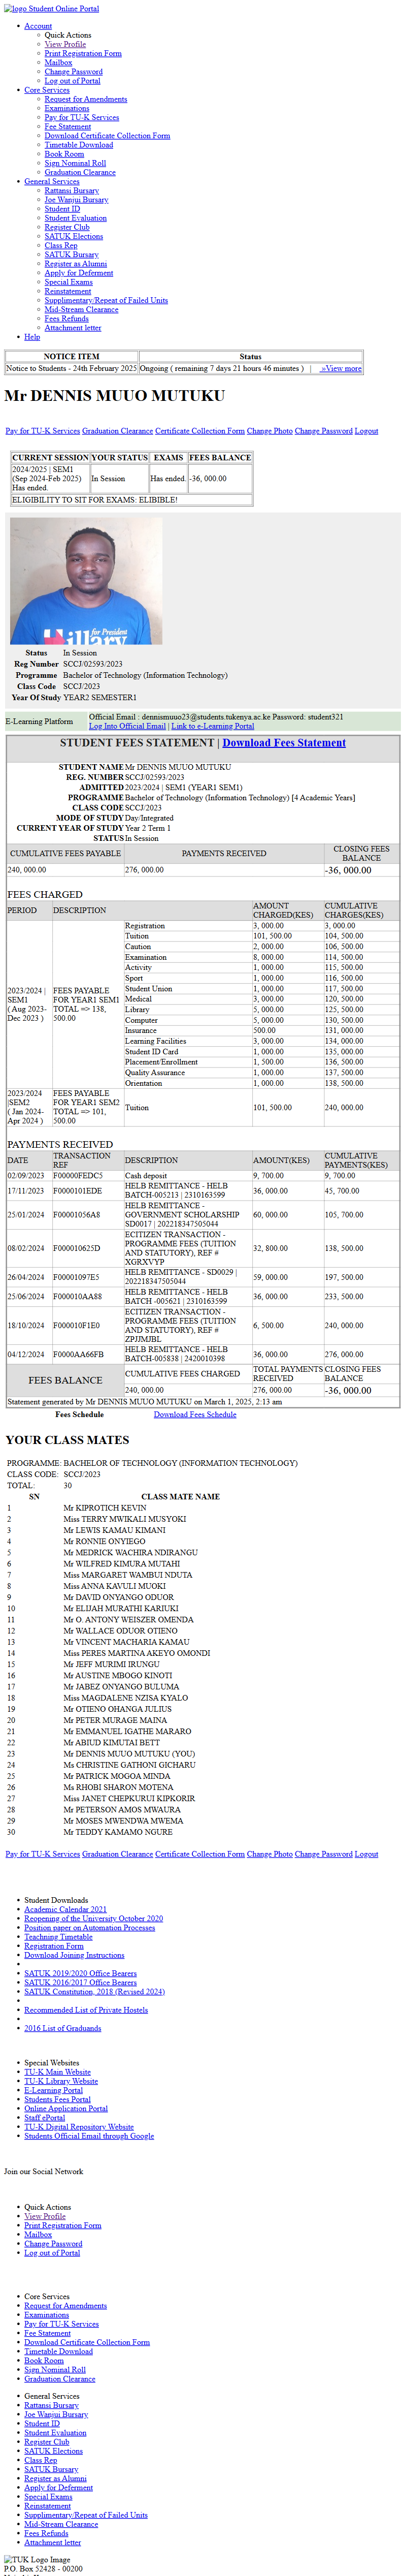 logo Student Online Portal
Account
Quick Actions
View Profile
Print Registration Form
Mailbox
Change Password
Log out of Portal
Core Services
Request for Amendments
Examinations
Pay for TU-K Services
Fee Statement
Download Certificate Collection Form
Timetable Download
Book Room
Sign Nominal Roll
Graduation Clearance
General Services
Rattansi Bursary
Joe Wanjui Bursary
Student ID
Student Evaluation
Register Club
SATUK Elections
Class Rep
SATUK Bursary
Register as Alumni
Apply for Deferment
Special Exams
Reinstatement
Supplimentary/Repeat of Failed Units
Mid-Stream Clearance
Fees Refunds
Attachment letter
Help
NOTICE ITEM Status
Notice to Students - 24th February 2025 Ongoing ( remaining 7 days 21 hours 46 minutes ) | »View more
Mr DENNIS MUUO MUTUKU
Pay for TU-K Services Graduation Clearance Certificate Collection Form Change Photo Change Password Logout
CURRENT SESSION YOUR STATUS EXAMS FEES BALANCE
2024/2025 | SEM1
(Sep 2024-Feb 2025) In Session Has ended. -36, 000.00
Has ended.
ELIGIBILITY TO SIT FOR EXAMS: ELIBIBLE!
Hillary
for
President
Status In Session
Reg Number SCCJ/02593/2023
Programme Bachelor of Technology (Information Technology)
Class Code SCCJ/2023
Year Of Study YEAR2 SEMESTER1
E-Learning Platform Official Email : dennismuuo23@students.tukenya.ac.ke Password: student321
Log Into Official Email | Link to e-Learning Portal
STUDENT FEES STATEMENT | Download Fees Statement
STUDENT NAME Mr DENNIS MUUO MUTUKU
REG. NUMBER SCCJ/02593/2023
ADMITTED 2023/2024 | SEM1 (YEAR1 SEM1)
PROGRAMME Bachelor of Technology (Information Technology) [4 Academic Years]
CLASS CODE SCCJ/2023
MODE OF STUDY Day/Integrated
CURRENT YEAR OF STUDY Year 2 Term 1
STATUS In Session
CUMULATIVE FEES PAYABLE PAYMENTS RECEIVED CLOSING FEES BALANCE
240, 000.00 276, 000.00 -36, 000.00
FEES CHARGED
PERIOD DESCRIPTION AMOUNT CHARGED(KES) CUMULATIVE CHARGES(KES)
2023/2024 | SEM1 ( Aug 2023-Dec 2023 ) FEES PAYABLE FOR YEAR1 SEM1 TOTAL => 138, 500.00
Registration 3, 000.00 3, 000.00
Tuition 101, 500.00 104, 500.00
Caution 2, 000.00 106, 500.00
Examination 8, 000.00 114, 500.00
Activity 1, 000.00 115, 500.00
Sport 1, 000.00 116, 500.00
Student Union 1, 000.00 117, 500.00
Medical 3, 000.00 120, 500.00
Library 5, 000.00 125, 500.00
Computer 5, 000.00 130, 500.00
Insurance 500.00 131, 000.00
Learning Facilities 3, 000.00 134, 000.00
Student ID Card 1, 000.00 135, 000.00
Placement/Enrollment 1, 500.00 136, 500.00
Quality Assurance 1, 000.00 137, 500.00
Orientation 1, 000.00 138, 500.00
2023/2024 |SEM2 ( Jan 2024-Apr 2024 ) FEES PAYABLE FOR YEAR1 SEM2 TOTAL => 101, 500.00 Tuition 101, 500.00 240, 000.00
PAYMENTS RECEIVED
DATE TRANSACTION REF DESCRIPTION AMOUNT(KES) CUMULATIVE PAYMENTS(KES)
02/09/2023 F00000FEDC5 Cash deposit 9, 700.00 9, 700.00
17/11/2023 F0000101EDE HELB REMITTANCE - HELB BATCH-005213 | 2310163599 36, 000.00 45, 700.00
25/01/2024 F00001056A8 HELB REMITTANCE - GOVERNMENT SCHOLARSHIP SD0017 | 202218347505044 60, 000.00 105, 700.00
08/02/2024 F000010625D ECITIZEN TRANSACTION - PROGRAMME FEES (TUITION AND STATUTORY), REF # XGRXVYP 32, 800.00 138, 500.00
26/04/2024 F00001097E5 HELB REMITTANCE - SD0029 | 202218347505044 59, 000.00 197, 500.00
25/06/2024 F000010AA88 HELB REMITTANCE - HELB BATCH -005621 | 2310163599 36, 000.00 233, 500.00
18/10/2024 F000010F1E0 ECITIZEN TRANSACTION - PROGRAMME FEES (TUITION AND STATUTORY), REF # ZPJJMJBL 6, 500.00 240, 000.00
04/12/2024 F0000AA66FB HELB REMITTANCE - HELB BATCH-005838 | 2420010398 36, 000.00 276, 000.00
FEES BALANCE CUMULATIVE FEES CHARGED TOTAL PAYMENTS RECEIVED CLOSING FEES BALANCE
240, 000.00 276, 000.00 -36, 000.00
Statement generated by Mr DENNIS MUUO MUTUKU on March 1, 2025, 2:13 am
Fees Schedule Download Fees Schedule
YOUR CLASS MATES
PROGRAMME: BACHELOR OF TECHNOLOGY (INFORMATION TECHNOLOGY)
CLASS CODE: SCCJ/2023
TOTAL: 30
SN CLASS MATE NAME
1 Mr KIPROTICH KEVIN
2 Miss TERRY MWIKALI MUSYOKI
3 Mr LEWIS KAMAU KIMANI
4 Mr RONNIE ONYIEGO
5 Mr MEDRICK WACHIRA NDIRANGU
6 Mr WILFRED KIMURA MUTAHI
7 Miss MARGARET WAMBUI NDUTA
8 Miss ANNA KAVULI MUOKI
9 Mr DAVID ONYANGO ODUOR
10 Mr ELIJAH MURATHI KARIUKI
11 Mr O. ANTONY WEISZER OMENDA
12 Mr WALLACE ODUOR OTIENO
13 Mr VINCENT MACHARIA KAMAU
14 Miss PERES MARTINA AKEYO OMONDI
15 Mr JEFF MURIMI IRUNGU
16 Mr AUSTINE MBOGO KINOTI
17 Mr JABEZ ONYANGO BULUMA
18 Miss MAGDALENE NZISA KYALO
19 Mr OTIENO OHANGA JULIUS
20 Mr PETER MURAGE MAINA
21 Mr EMMANUEL IGATHE MARARO
22 Mr ABIUD KIMUTAI BETT
23 Mr DENNIS MUUO MUTUKU (YOU)
24 Ms CHRISTINE GATHONI GICHARU
25 Mr PATRICK MOGOA MINDA
26 Ms RHOBI SHARON MOTENA
27 Miss JANET CHEPKURUI KIPKORIR
28 Mr PETERSON AMOS MWAURA
29 Mr MOSES MWENDWA MWEMA
30 Mr TEDDY KAMAMO NGURE
Pay for TU-K Services Graduation Clearance Certificate Collection Form Change Photo Change Password Logout
Student Downloads
Academic Calendar 2021
Reopening of the University October 2020
Position paper on Automation Processes
Teachning Timetable
Registration Form
Download Joining Instructions
SATUK 2019/2020 Office Bearers
SATUK 2016/2017 Office Bearers
SATUK Constitution, 2018 (Revised 2024)
Recommended List of Private Hostels
2016 List of Graduands
Special Websites
TU-K Main Website
TU-K Library Website
E-Learning Portal
Students Fees Portal
Online Application Portal
Staff ePortal
TU-K Digital Repository Website
Students Official Email through Google
Join our Social Network
Quick Actions
View Profile
Print Registration Form
Mailbox
Change Password
Log out of Portal
Core Services
Request for Amendments
Examinations
Pay for TU-K Services
Fee Statement
Download Certificate Collection Form
Timetable Download
Book Room
Sign Nominal Roll
Graduation Clearance
General Services
Rattansi Bursary
Joe Wanjui Bursary
Student ID
Student Evaluation
Register Club
SATUK Elections
Class Rep
SATUK Bursary
Register as Alumni
Apply for Deferment
Special Exams
Reinstatement
Supplimentary/Repeat of Failed Units
Mid-Stream Clearance
Fees Refunds
Attachment letter
TUK Logo Image
P.O. Box 52428 - 00200